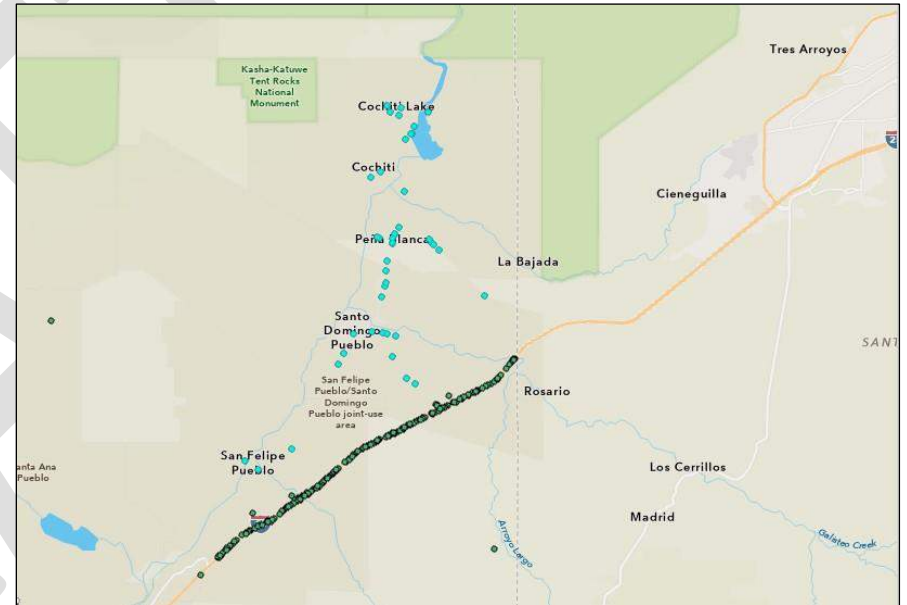 Tres Arroyos
Kasha-Katuwe
Tent Rocks
National
Monument
Cochiti Lake
2
Cochiti
Cieneguilla
Peña Blanca
La Bajada
Santo
Domingo
Pueblo
SANT
San Felipe
Pueblo/Santo
Domingo
Pueblo joint-use
area
Rosario
San Felipe
Pueblo
anta Ana
Pueblo
Los Cerrillos
Madrid
Arroyo Largo
Galisteo Creek